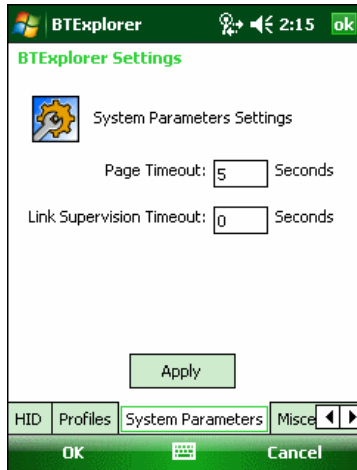 BTExplorer 2:15 ok
BTExplorer Settings
System Parameters Settings
Page Timeout: 5 Seconds
Link Supervision Timeout: 0 Seconds
Apply
HID Profiles System Parameters Misce
OK Cancel